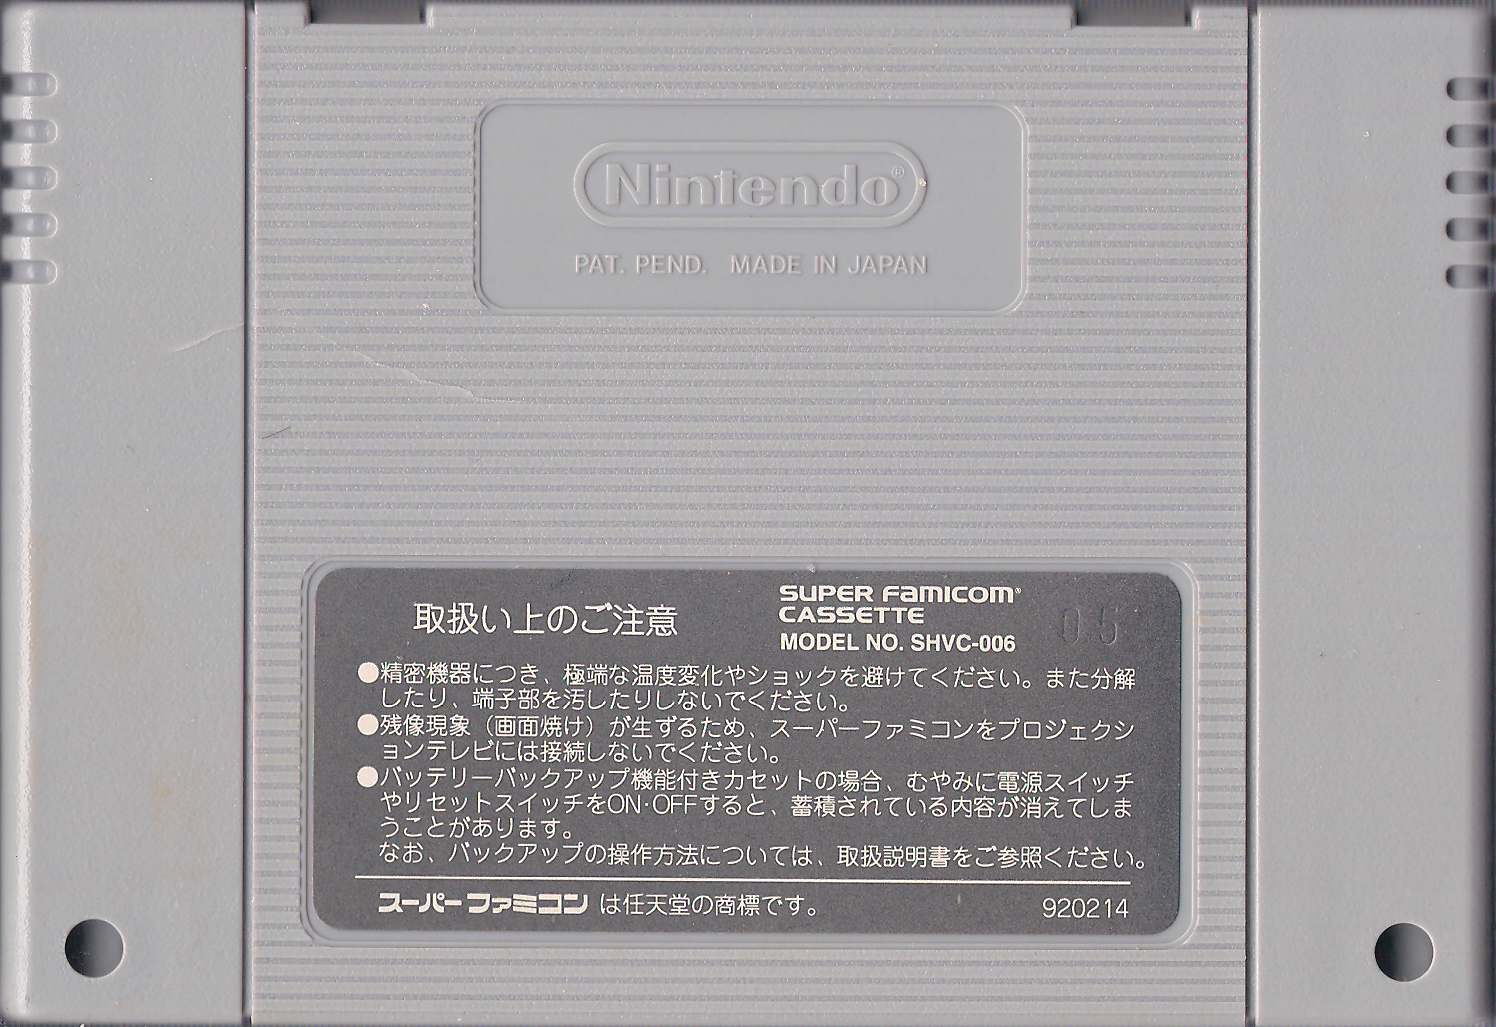 Nintendo®
PAT. PEND. MADE IN JAPAN
取扱い上のご注意
SUPER FAMICOM®
CASSETTE
MODEL NO. SHVC-006
05
●精密機器につき、極端な温度変化やショックを避けてください。また分解
したり、端子部を汚したりしないでください。
●残像現象（画面焼け）が生ずるため、スーパーファミコンをプロジェクシ
ョンテレビには接続しないでください。
●バッテリーバックアップ機能付きカセットの場合、むやみに電源スイッチ
やリセットスイッチをON·OFFすると、蓄積されている内容が消えてしま
うことがあります。
なお、バックアップの操作方法については、取扱説明書をご参照ください。
スーパーファミコン は任天堂の商標です。
920214